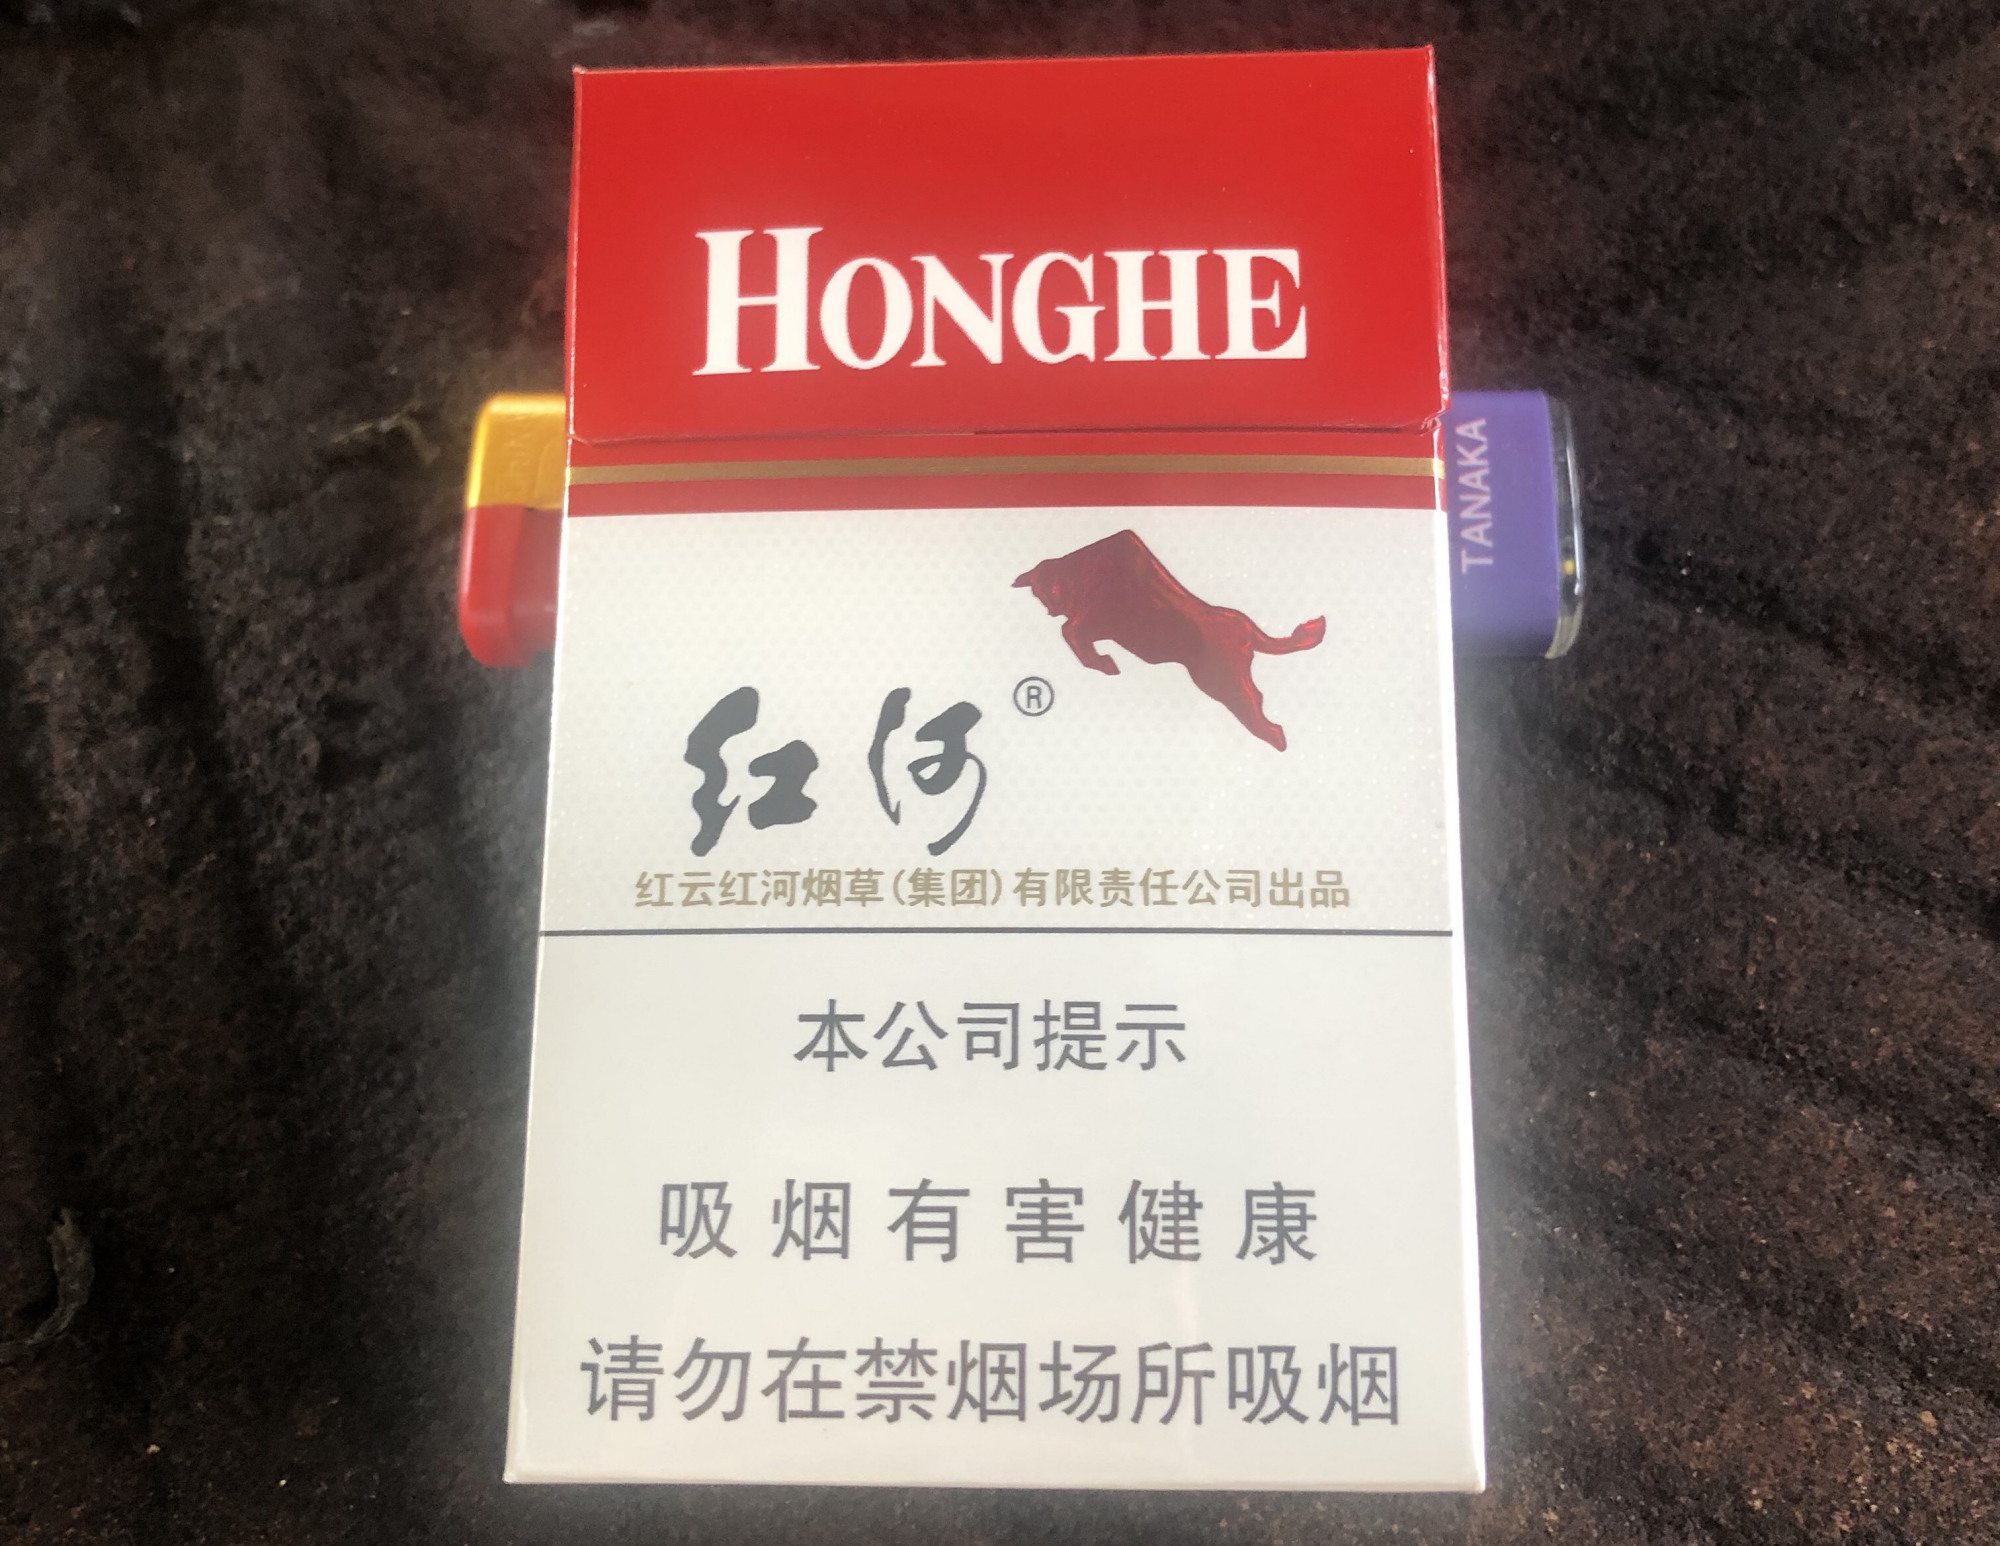 HONGHE
TANAKA
红河®
红云红河烟草(集团)有限责任公司出品
本公司提示
吸烟有害健康
请勿在禁烟场所吸烟